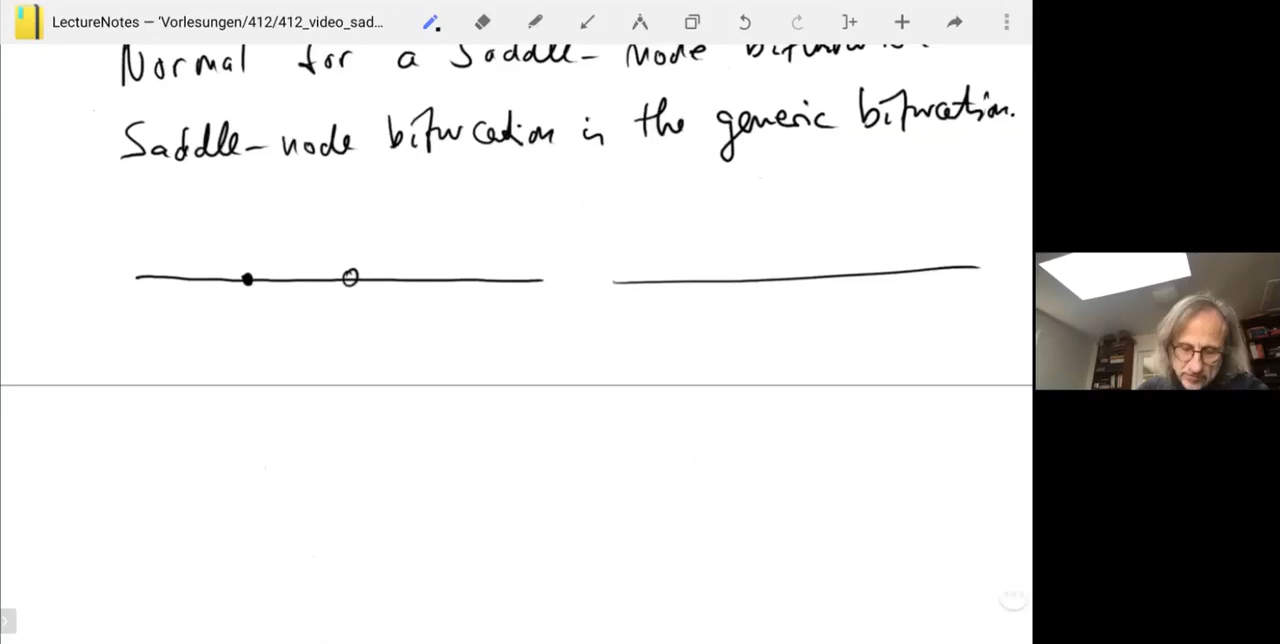 LectureNotes — 'Vorlesungen/412/412_video_sad...
Normal for a Saddle-Node
Saddle-node bifurcation is the generic bifurcation.